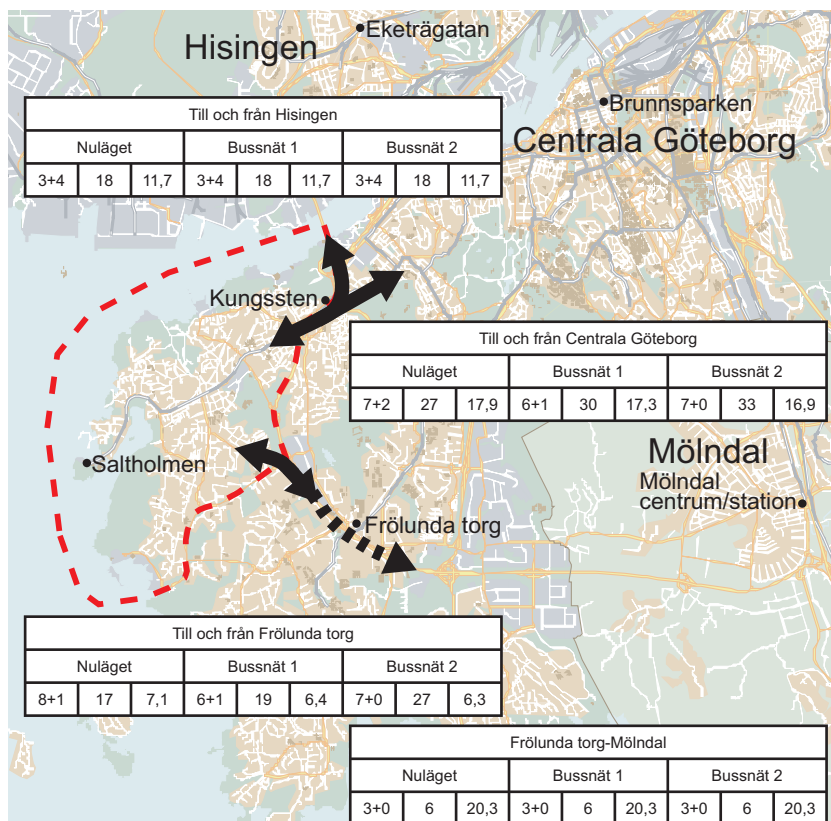 Hisingen
Eketrägatan
Brunnsparken
Centrala Göteborg
Till och från Hisingen
Nuläget Bussnät 1 Bussnät 2
3+4 18 11,7 3+4 18 11,7 3+4 18 11,7
Kungssten
Till och från Centrala Göteborg
Nuläget Bussnät 1 Bussnät 2
7+2 27 17,9 6+1 30 17,3 7+0 33 16,9
Saltholmen
Mölndal
Mölndal
centrum/station
Frölunda torg
Till och från Frölunda torg
Nuläget Bussnät 1 Bussnät 2
8+1 17 7,1 6+1 19 6,4 7+0 27 6,3
Frölunda torg-Mölndal
Nuläget Bussnät 1 Bussnät 2
3+0 6 20,3 3+0 6 20,3 3+0 6 20,3